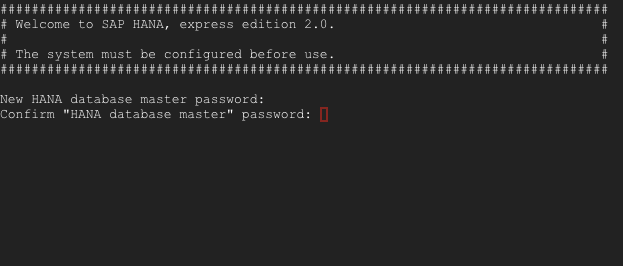 ##############################################################################
# Welcome to SAP HANA, express edition 2.0. #
# #
# The system must be configured before use. #
##############################################################################
New HANA database master password:
Confirm "HANA database master" password: